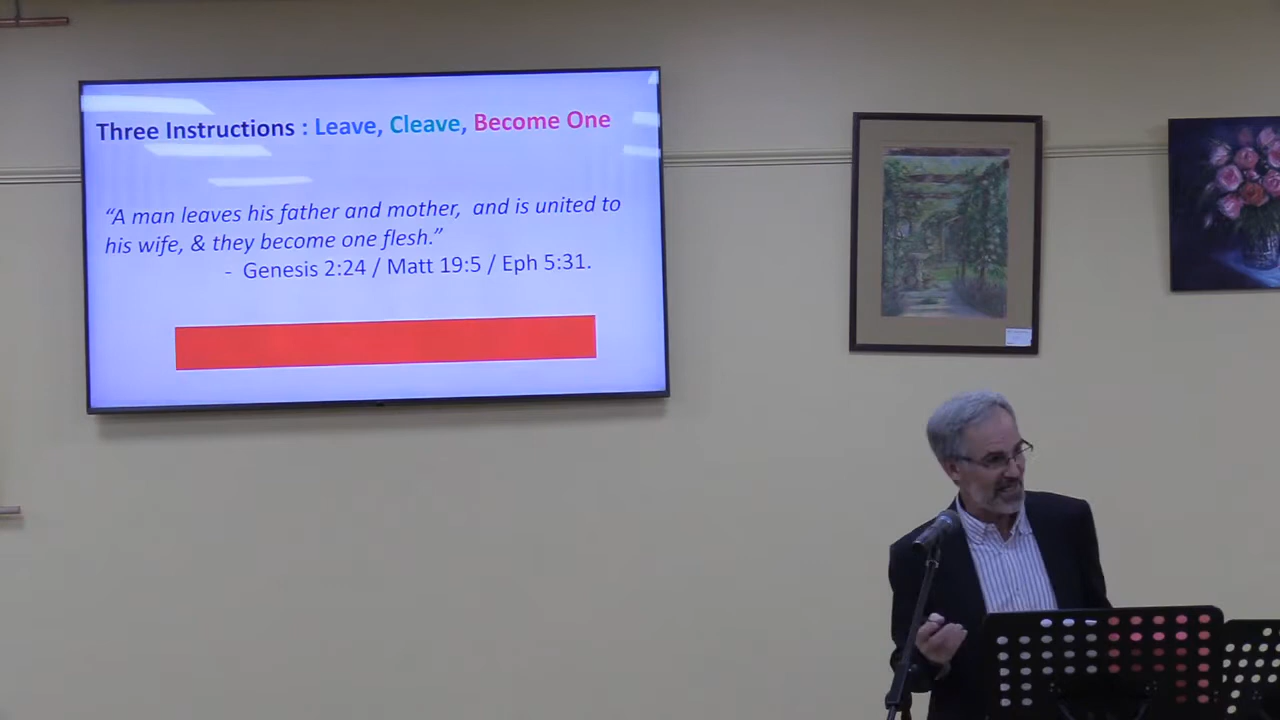 Three Instructions : Leave, Cleave, Become One
“A man leaves his father and mother, and is united to
his wife, & they become one flesh.”
- Genesis 2:24 / Matt 19:5 / Eph 5:31.